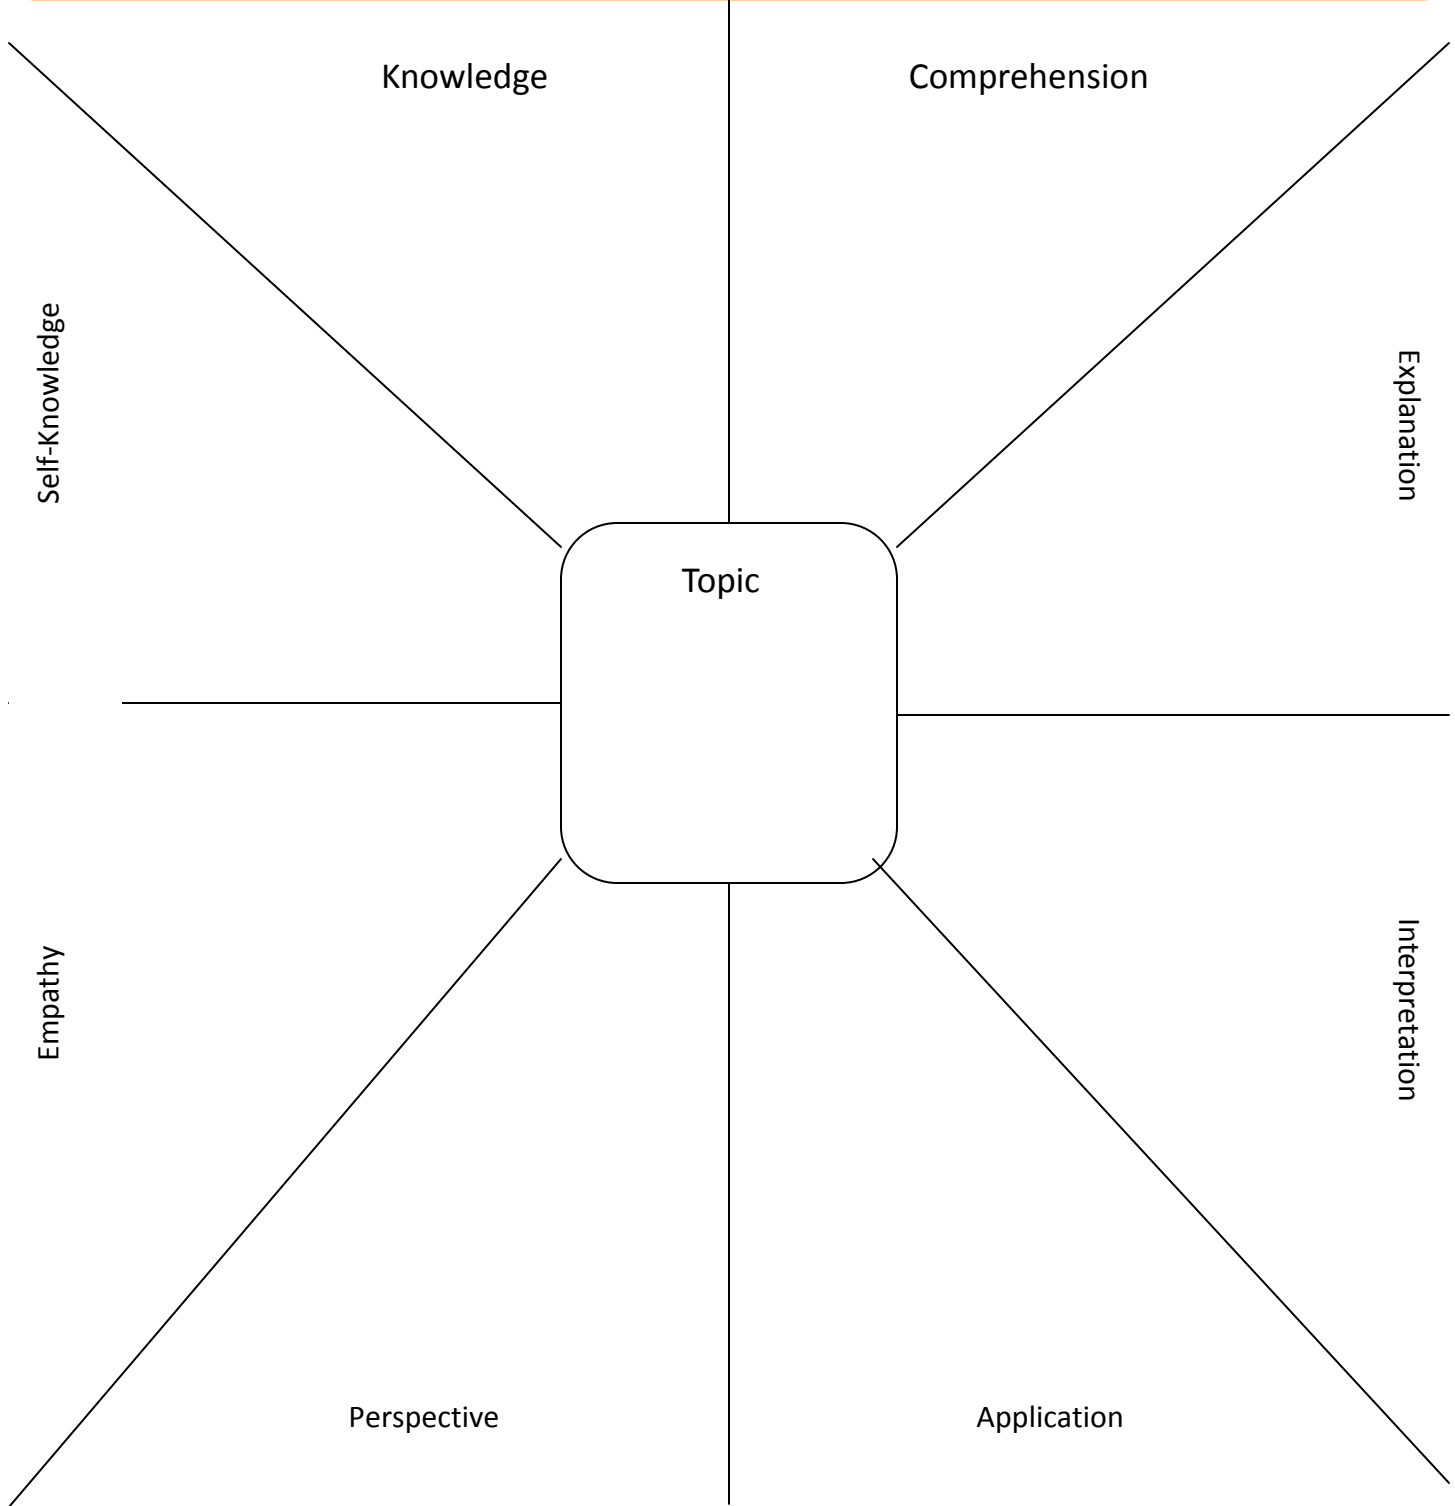 Knowledge
Comprehension
Self-Knowledge
Explanation
Topic
Empathy
Interpretation
Perspective
Application